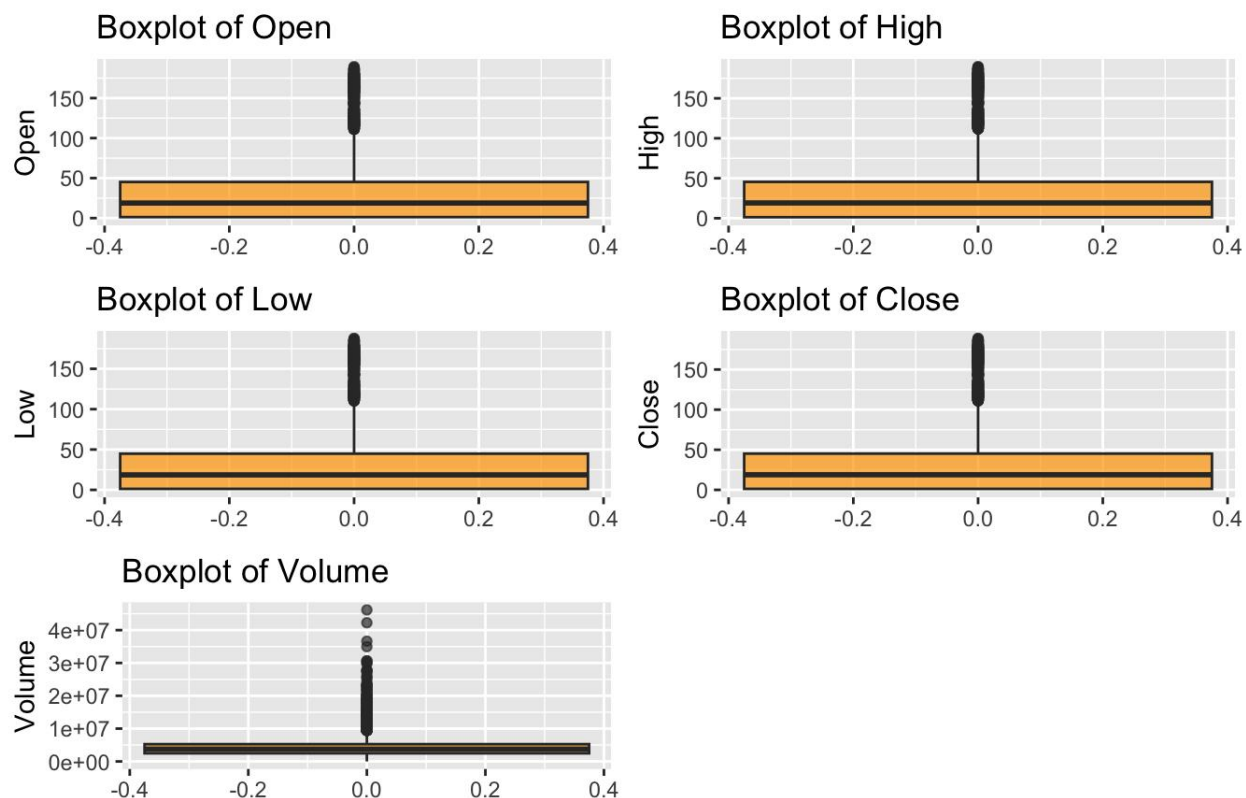 Boxplot of Open
Open
150
100
50
0
-0.4 -0.2 0.0 0.2 0.4
Boxplot of High
High
150
100
50
0
-0.4 -0.2 0.0 0.2 0.4
Boxplot of Low
Low
150
100
50
0
-0.4 -0.2 0.0 0.2 0.4
Boxplot of Close
Close
150
100
50
0
-0.4 -0.2 0.0 0.2 0.4
Boxplot of Volume
Volume
4e+07
3e+07
2e+07
1e+07
0e+00
-0.4 -0.2 0.0 0.2 0.4